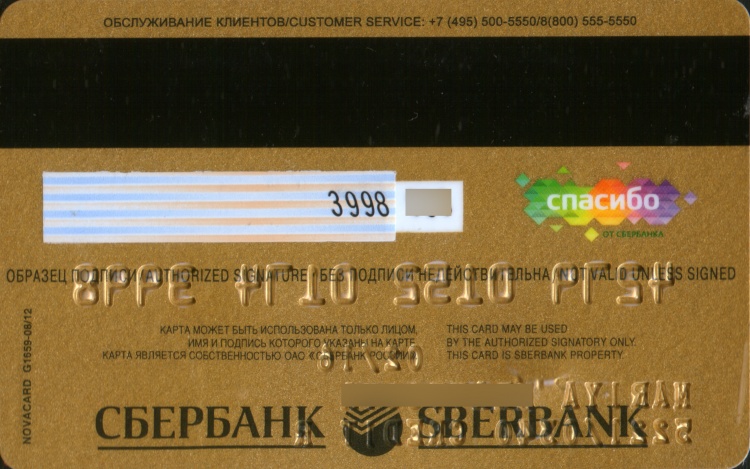 ОБСЛУЖИВАНИЕ КЛИЕНТОВ/CUSTOMER SERVICE: +7 (495) 500-5550/8(800) 555-5550
3998
спасибо
ОТ СБЕРБАНКА
ОБРАЗЕЦ ПОДПИСИ/AUTHORIZED SIGNATURE / БЕЗ ПОДПИСИ НЕДЕЙСТВИТЕЛЬНА/NOT VALID UNLESS SIGNED
КАРТА МОЖЕТ БЫТЬ ИСПОЛЬЗОВАНА ТОЛЬКО ЛИЦОМ,
ИМЯ И ПОДПИСЬ КОТОРОГО УКАЗАНЫ НА КАРТЕ
КАРТА ЯВЛЯЕТСЯ СОБСТВЕННОСТЬЮ ОАО «СБЕРБАНК РОССИИ»
THIS CARD MAY BE USED
BY THE AUTHORIZED SIGNATORY ONLY.
THIS CARD IS SBERBANK PROPERTY
NOVACARD G1659-08/12
MARIYA
СБЕРБАНК SBERBANK